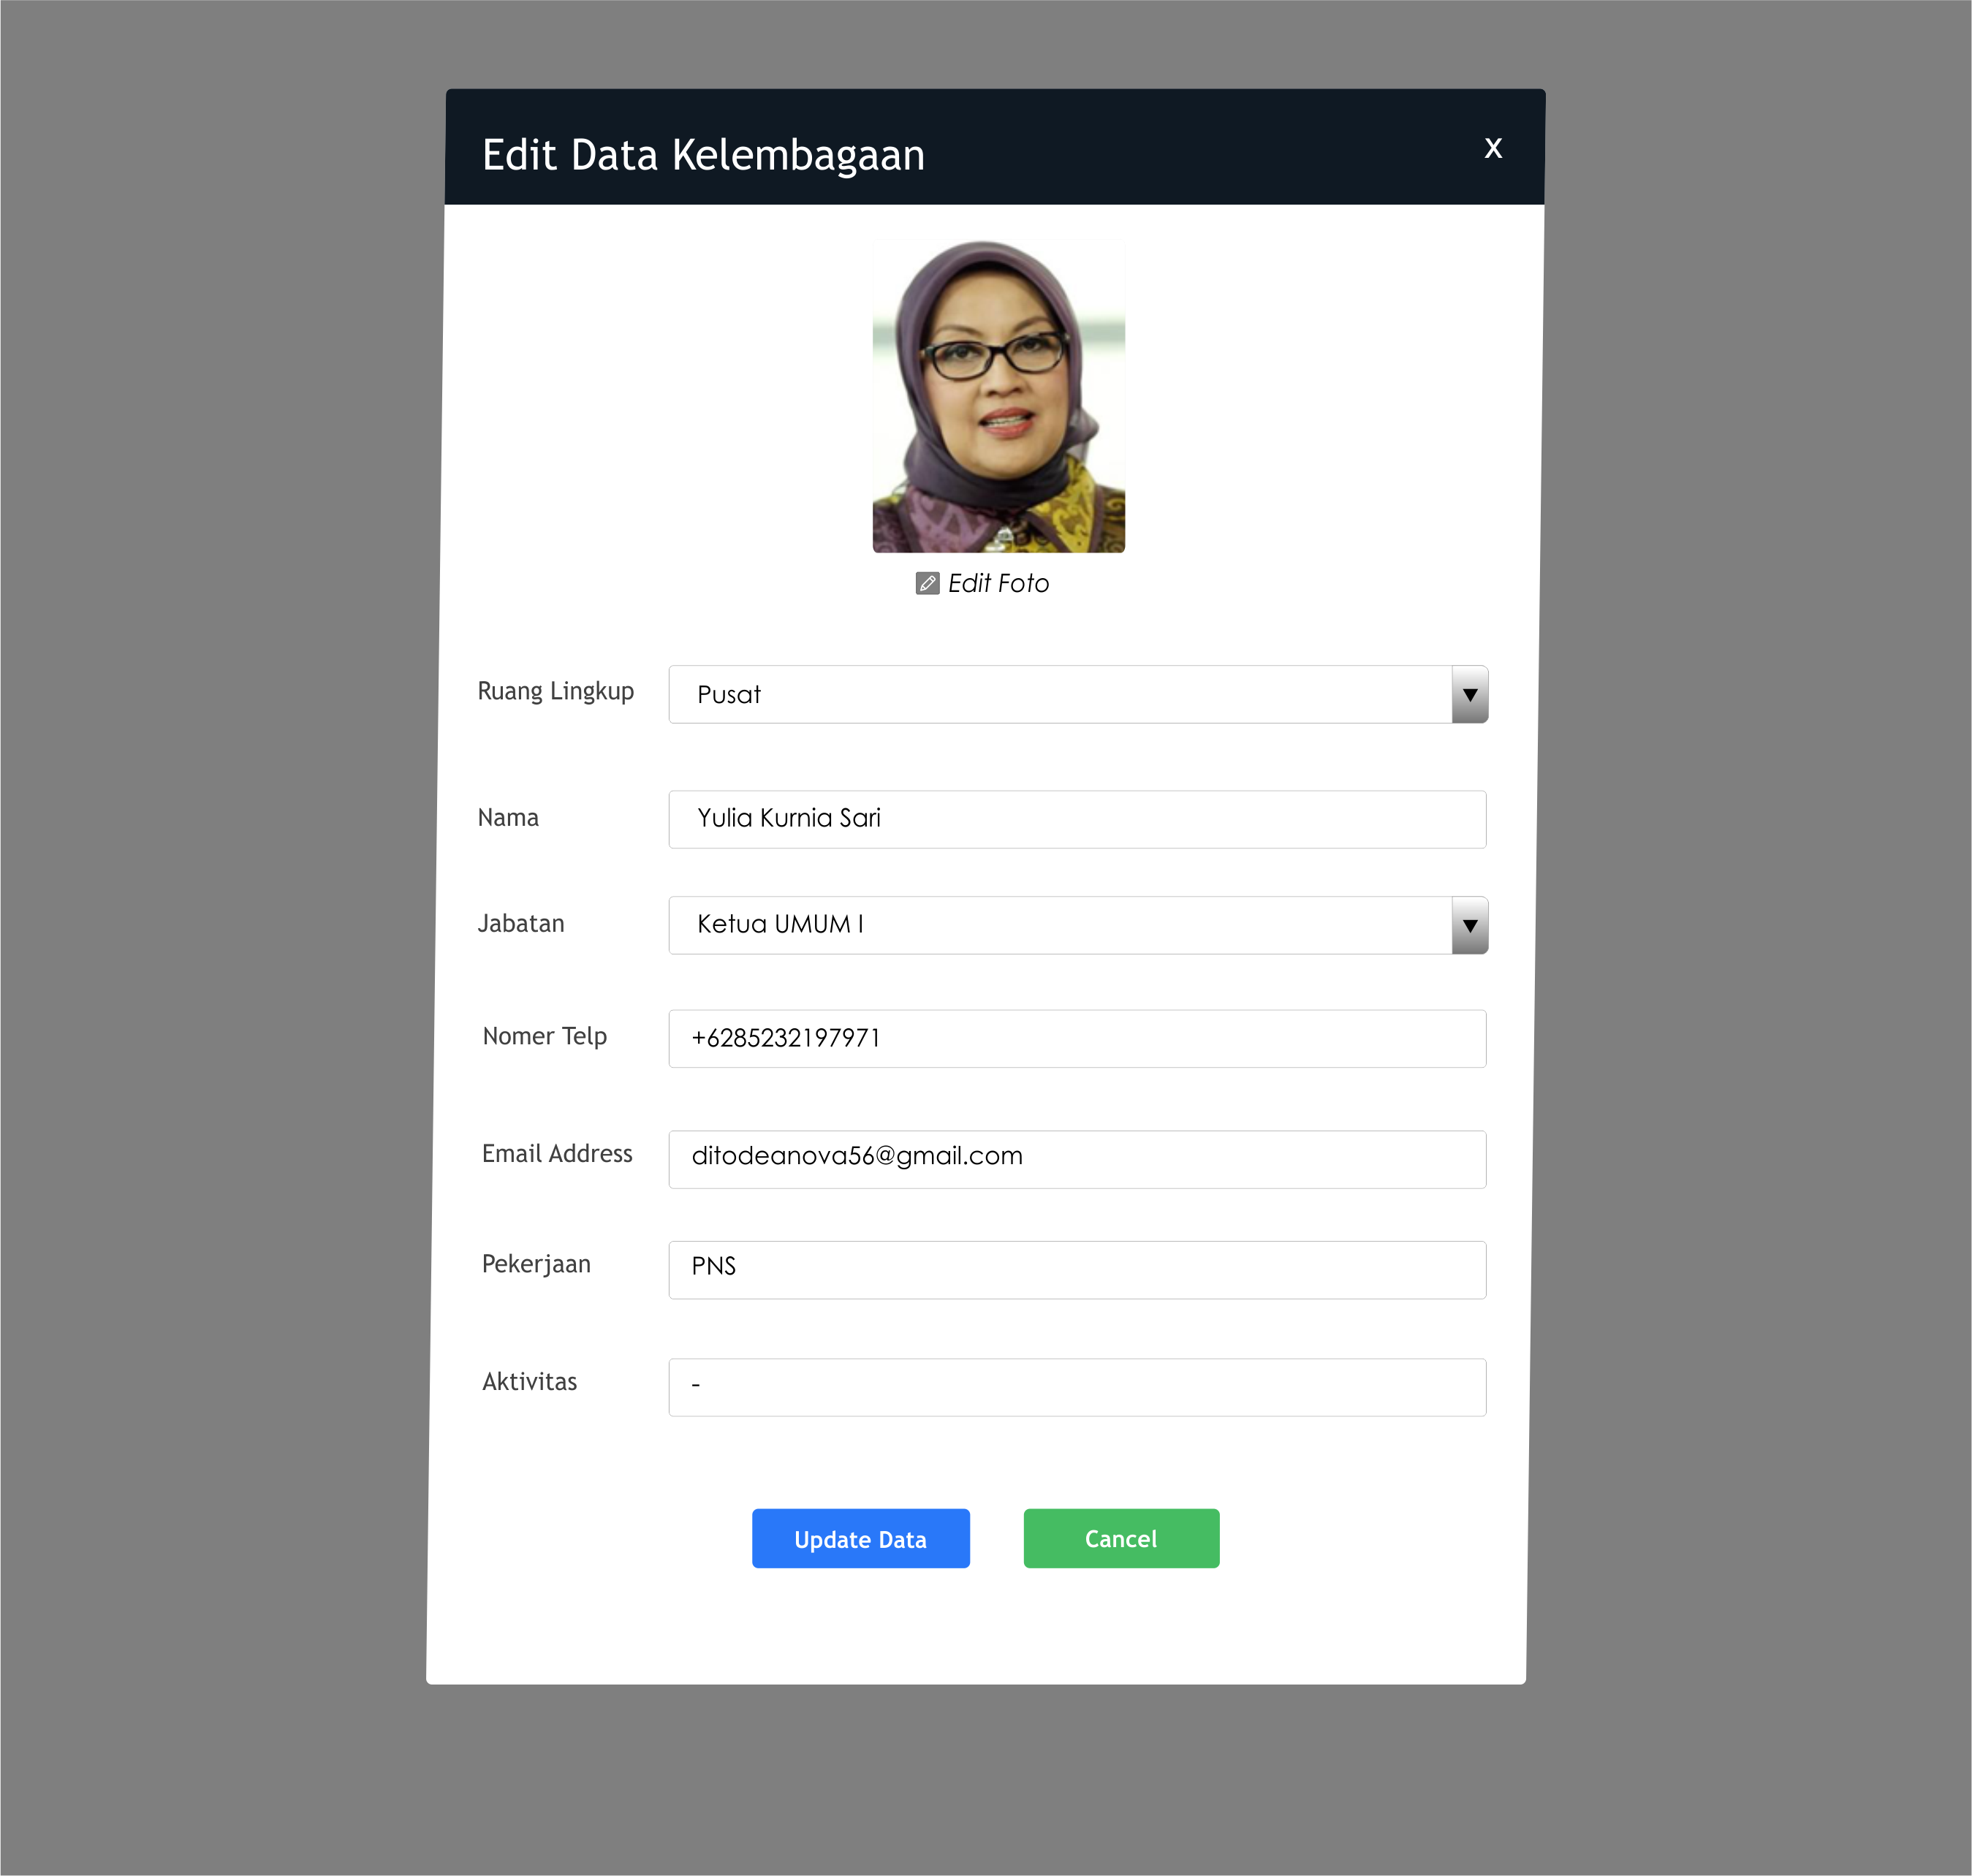 Edit Data Kelembagaan X
Edit Foto
Ruang Lingkup Pusat
Nama Yulia Kurnia Sari
Jabatan Ketua UMUM I
Nomer Telp +6285232197971
Email Address ditodeanova56@gmail.com
Pekerjaan PNS
Aktivitas -
Update Data Cancel